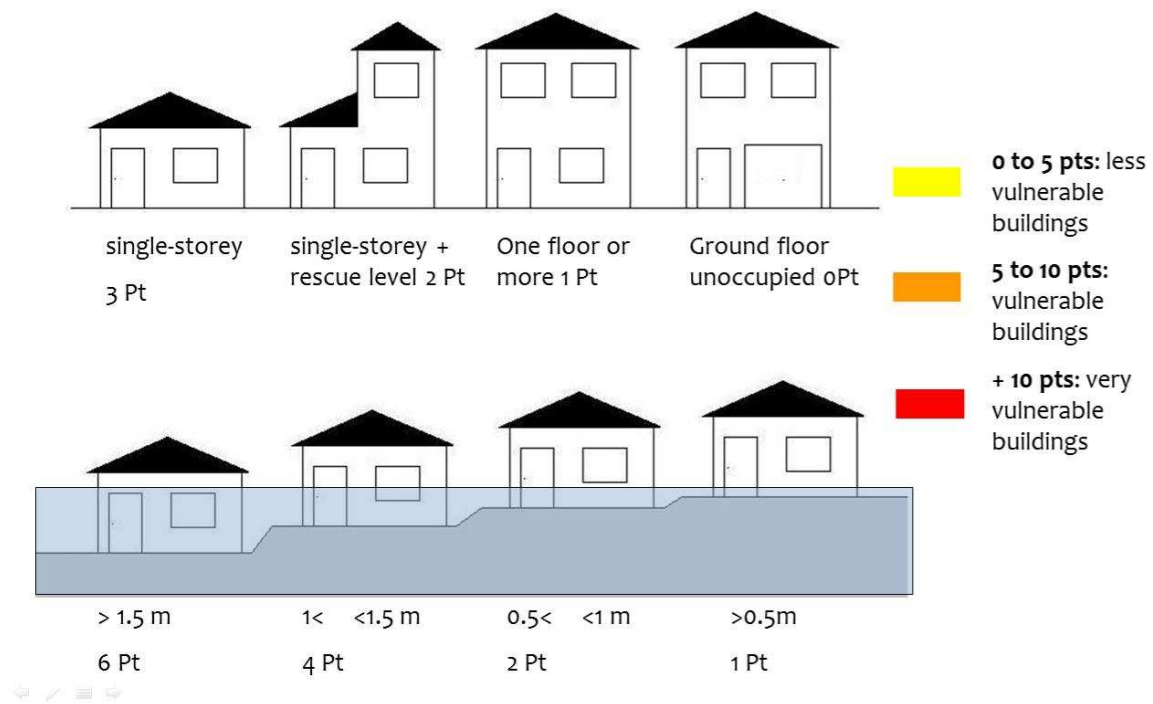 single-storey
3 Pt
single-storey +
rescue level 2 Pt
One floor or
more 1 Pt
Ground floor
unoccupied 0Pt
0 to 5 pts: less
vulnerable
buildings
5 to 10 pts:
vulnerable
buildings
+ 10 pts: very
vulnerable
buildings
> 1.5 m
6 Pt
1< <1.5 m
4 Pt
0.5< <1 m
2 Pt
>0.5m
1 Pt